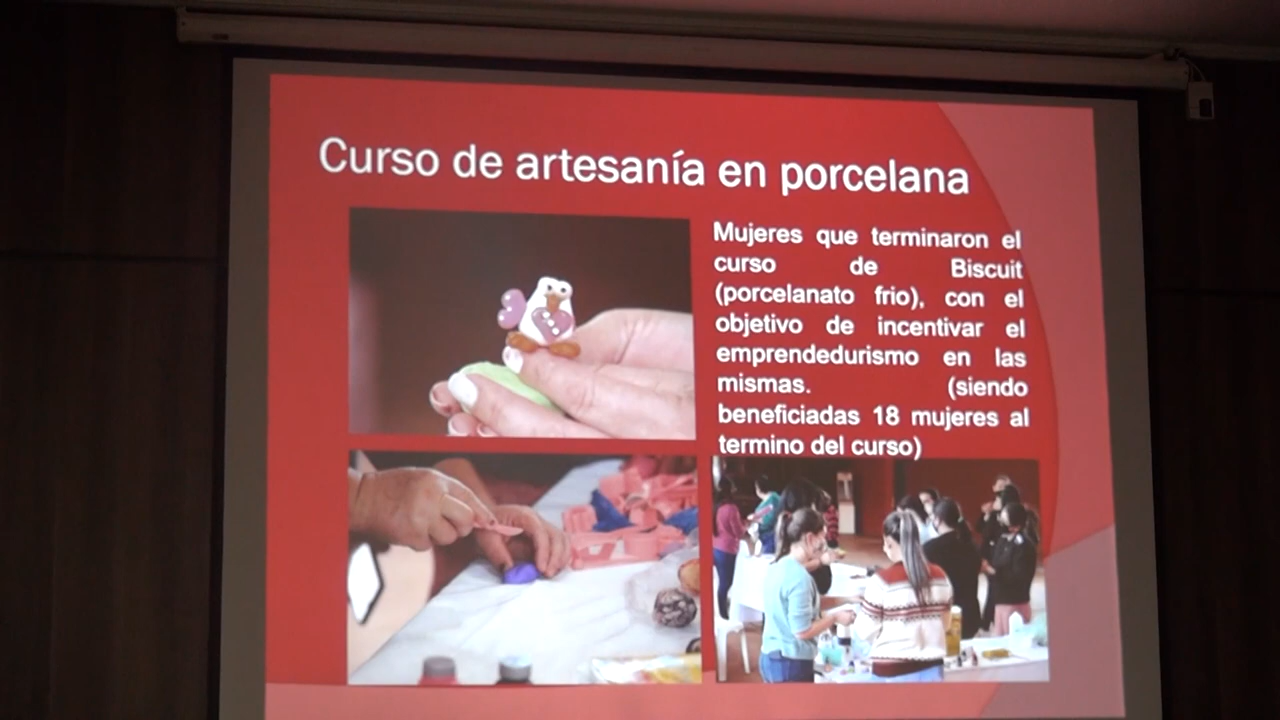 Curso de artesanía en porcelana
Mujeres que terminaron el
curso de Biscuit
(porcelanato frio), con el
objetivo de incentivar el
emprendedurismo en las
mismas. (siendo
beneficiadas 18 mujeres al
termino del curso)